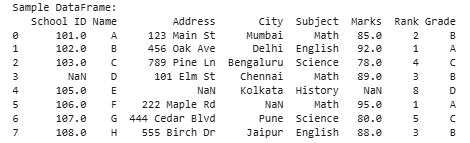 Sample DataFrame:
School ID Name Address City Subject Marks Rank Grade
0 101.0 A 123 Main St Mumbai Math 85.0 2 B
1 102.0 B 456 Oak Ave Delhi English 92.0 1 A
2 103.0 C 789 Pine Ln Bengaluru Science 78.0 4 C
3 NaN D 101 Elm St Chennai Math 89.0 3 B
4 105.0 E NaN Kolkata History NaN 8 D
5 106.0 F 222 Maple Rd NaN Math 95.0 1 A
6 107.0 G 444 Cedar Blvd Pune Science 80.0 5 C
7 108.0 H 555 Birch Dr Jaipur English 88.0 3 B